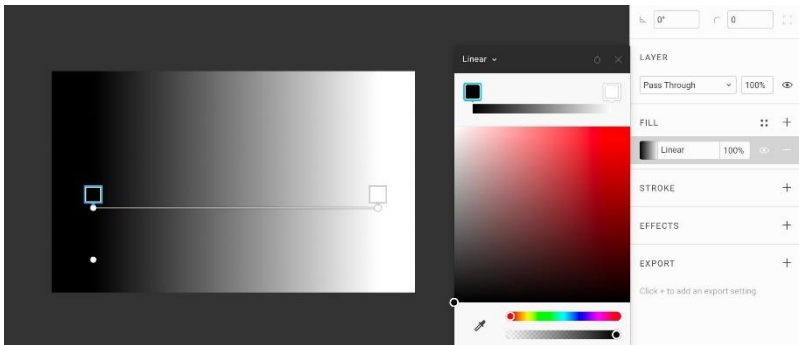 0°
0
LAYER
Pass Through
100%
FILL
Linear
100%
STROKE
EFFECTS
EXPORT
Click + to add an export setting
Linear